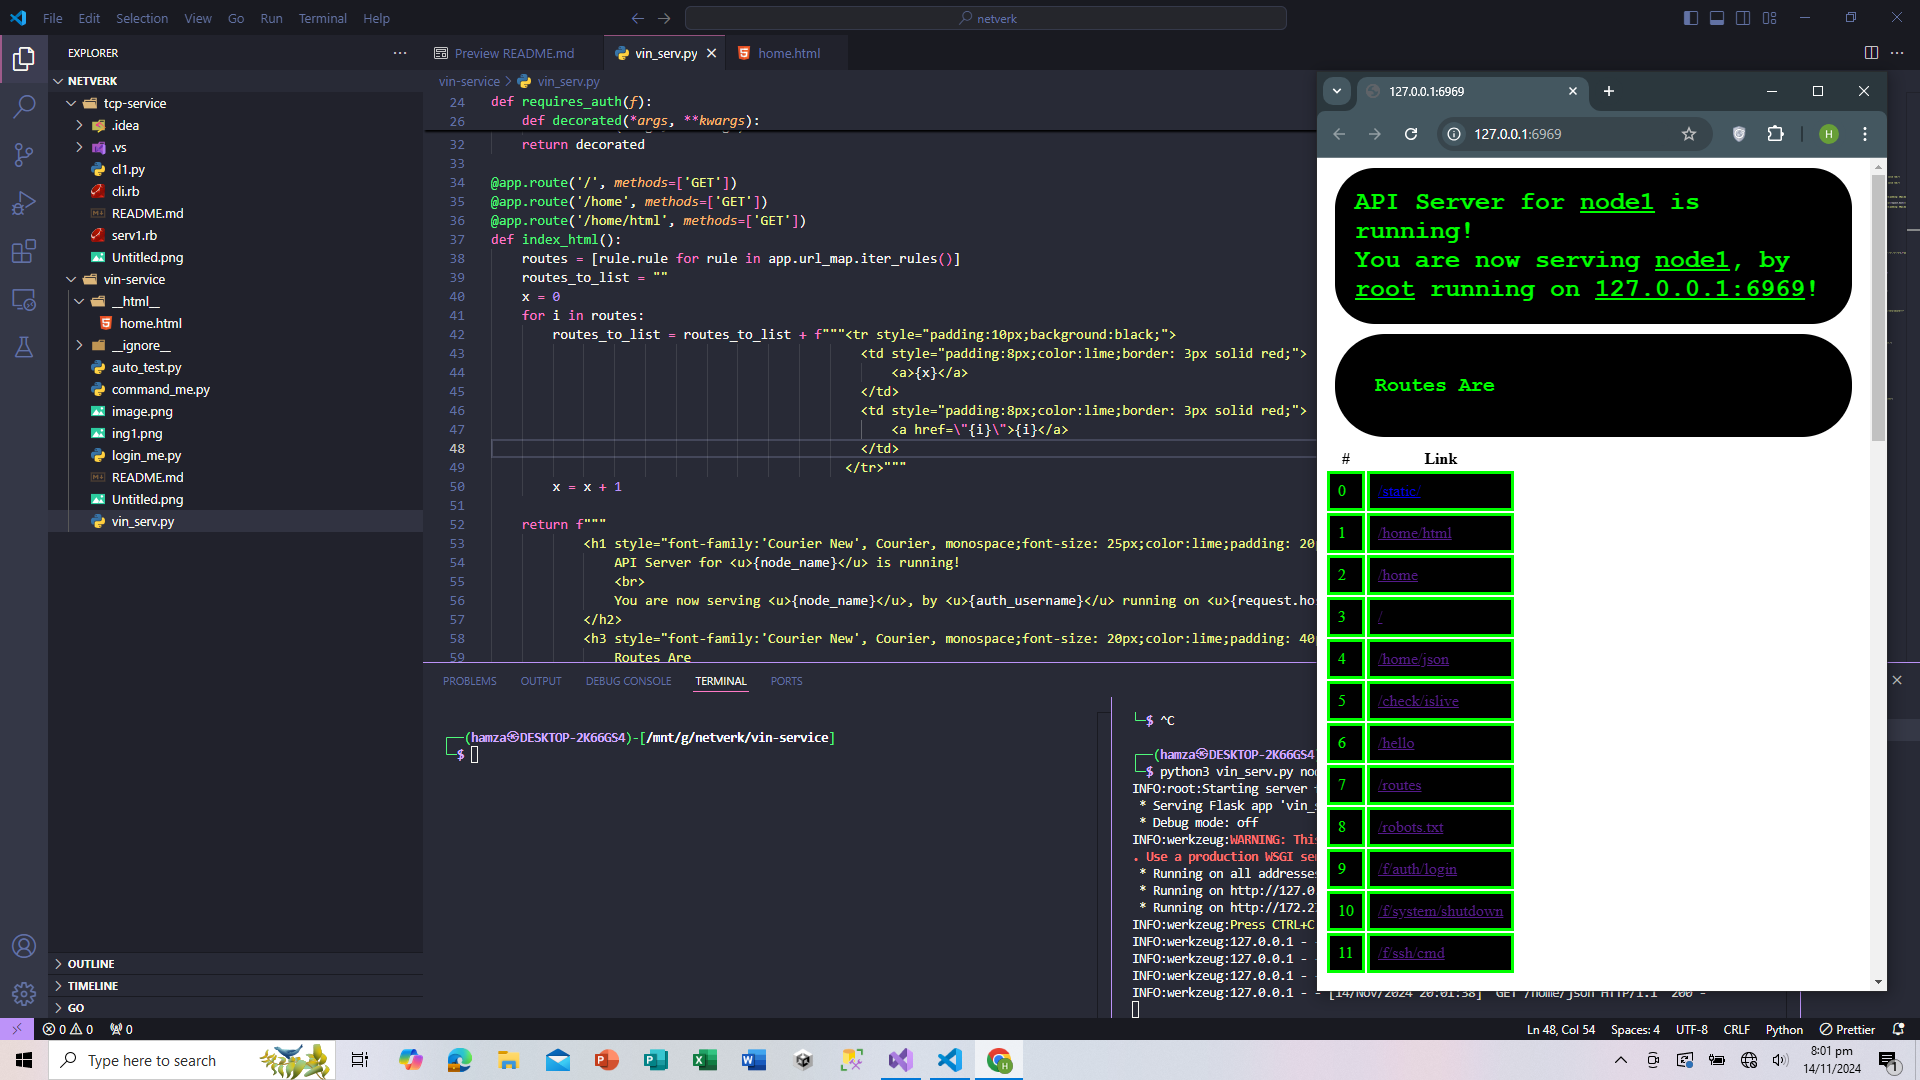 File Edit Selection View Go Run Terminal Help
netverk
EXPLORER
NETVERK
tcp-service
.idea
.vs
cl1.py
cli.rb
README.md
serv1.rb
Untitled.png
vin-service
__html__
home.html
__ignore__
auto_test.py
command_me.py
image.png
ing1.png
login_me.py
README.md
Untitled.png
vin_serv.py
OUTLINE
TIMELINE
GO
Preview README.md
vin_serv.py
home.html
vin-service > vin_serv.py
24 def requires_auth(f):
26 def decorated(*args, **kwargs):
32 return decorated
33
34 @app.route('/', methods=['GET'])
35 @app.route('/home', methods=['GET'])
36 @app.route('/home/html', methods=['GET'])
37 def index_html():
38 routes = [rule.rule for rule in app.url_map.iter_rules()]
39 routes_to_list = ""
40 x = 0
41 for i in routes:
42 routes_to_list = routes_to_list + f"""<tr style="padding:10px;background:black;">
43 <td style="padding:8px;color:lime;border: 3px solid red;">
44 <a>{x}</a>
45 </td>
46 <td style="padding:8px;color:lime;border: 3px solid red;">
47 <a href=\"{i}\">{i}</a>
48 </td>
49 </tr>"""
50 x = x + 1
51
52 return f"""
53 <h1 style="font-family:'Courier New', Courier, monospace;font-size: 25px;color:lime;padding: 20
54 API Server for <u>{node_name}</u> is running!
55 <br>
56 You are now serving <u>{node_name}</u>, by <u>{auth_username}</u> running on <u>{request.hos
57 </h2>
58 <h3 style="font-family:'Courier New', Courier, monospace;font-size: 20px;color:lime;padding: 40
59 Routes Are
PROBLEMS OUTPUT DEBUG CONSOLE TERMINAL PORTS
(hamza㉿DESKTOP-2K66GS4)-[/mnt/g/netverk/vin-service]
$
$ ^C
(hamza㉿DESKTOP-2K66GS4
$ python3 vin_serv.py nod
INFO:root:Starting server
* Serving Flask app 'vin_s
* Debug mode: off
INFO:werkzeug:WARNING: This
. Use a production WSGI se
* Running on all addresses
* Running on http://127.0
* Running on http://172.2
INFO:werkzeug:Press CTRL+C
INFO:werkzeug:127.0.0.1 - -
INFO:werkzeug:127.0.0.1 - -
INFO:werkzeug:127.0.0.1 - -
INFO:werkzeug:127.0.0.1 - - [14/Nov/2024 20:01:38] "GET /home/json HTTP/1.1" 200 -
127.0.0.1:6969
127.0.0.1:6969
H
API Server for node1 is
running!
You are now serving node1, by
root running on 127.0.0.1:6969!
Routes Are
# Link
0 /static/
1 /home/html
2 /home
3 /
4 /home/json
5 /check/islive
6 /hello
7 /routes
8 /robots.txt
9 /f/auth/login
10 /f/system/shutdown
11 /f/ssh/cmd
0 0 0
Ln 48, Col 54 Spaces: 4 UTF-8 CRLF Python Prettier
Type here to search
8:01 pm
14/11/2024
1